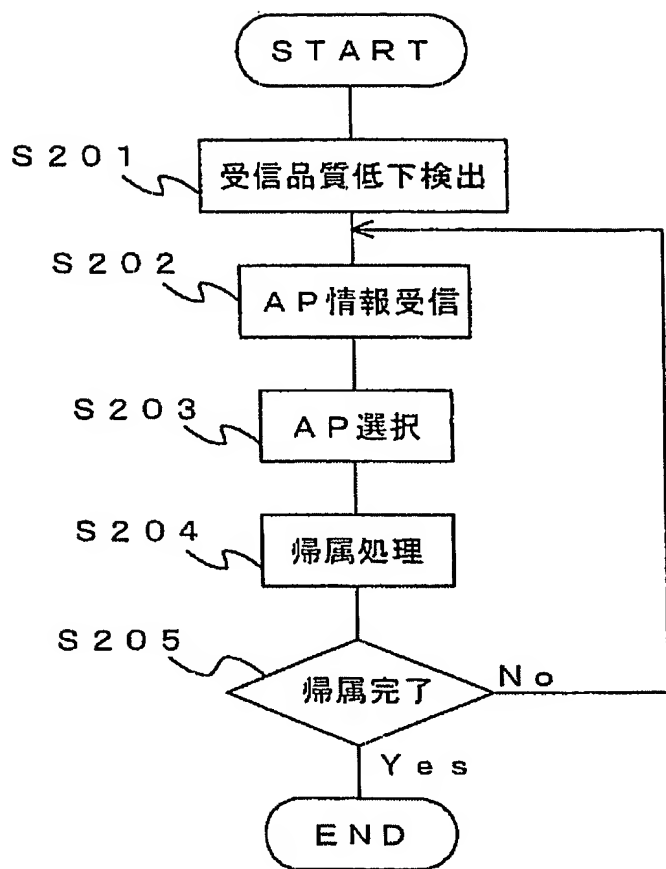 START
S201
受信品質低下検出
S202
AP情報受信
S203
AP選択
S204
帰属処理
S205
帰属完了
No
Yes
END